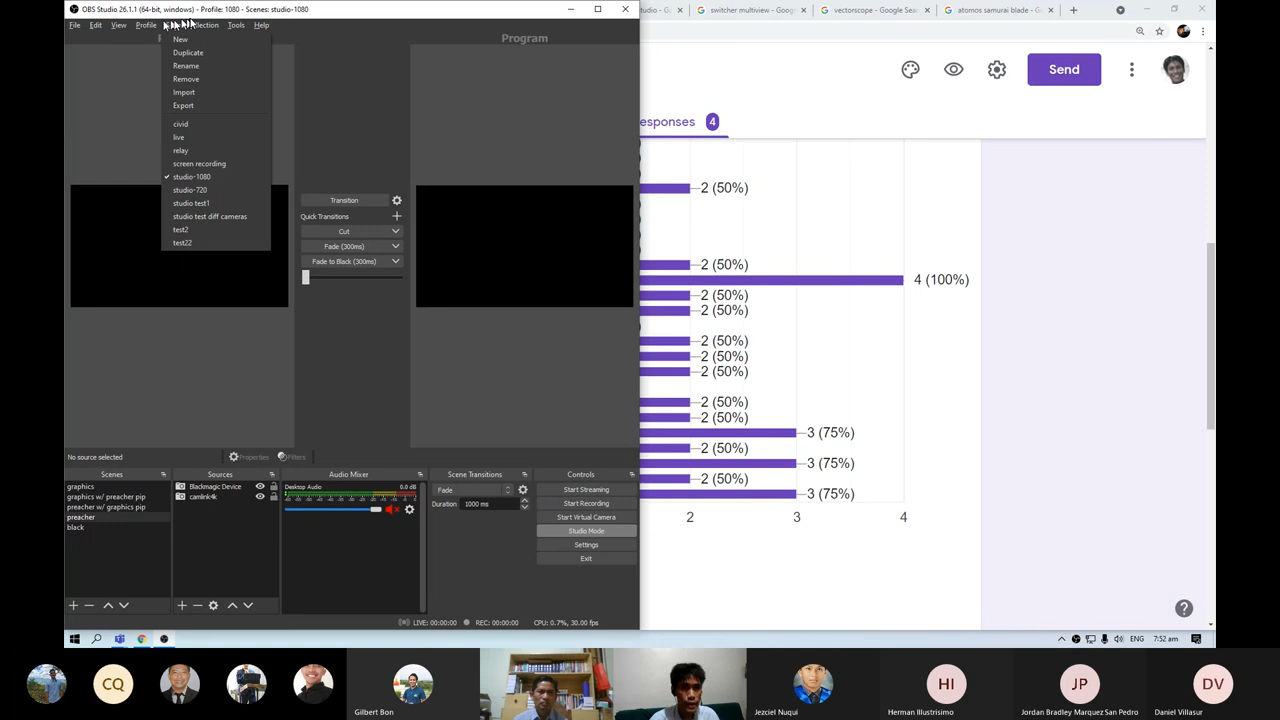 OBS Studio 26.1.1 (64-bit, windows) - Profile: 1080 - Scenes: studio-1080
switcher multiview - Goo
vectorscope - Google
atomos samurai blade - G
File Edit View Profile Tools Help
New
Duplicate
Rename
Remove
Import
Export
civid
live
relay
screen recording
studio-1080
studio-720
studio test1
studio test diff cameras
test2
test22
Program
Transition
Quick Transitions
Cut
Fade (300ms)
Fade to Black (300ms)
Send
esponses 4
2 (50%)
2 (50%)
4 (100%)
2 (50%)
2 (50%)
2 (50%)
2 (50%)
2 (50%)
2 (50%)
2 (50%)
3 (75%)
2 (50%)
3 (75%)
2 (50%)
3 (75%)
2 3 4
No source selected
Properties
Filters
Scenes
graphics
graphics w/ preacher pip
preacher w/ graphics pip
preacher
black
Sources
Blackmagic Device
camlink4k
Audio Mixer
Desktop Audio
0.0 dB
Scene Transitions
Fade
Duration 1000 ms
Controls
Start Streaming
Start Recording
Start Virtual Camera
Studio Mode
Settings
Exit
LIVE: 00:00:00
REC: 00:00:00
CPU: 0.7%, 30.00 fps
ENG 7:52 am
CQ
Gilbert Bon
Jezciel Nuqui
HI
Herman Illustrisimo
JP
Jordan Bradley Marquez San Pedro
DV
Daniel Villasur